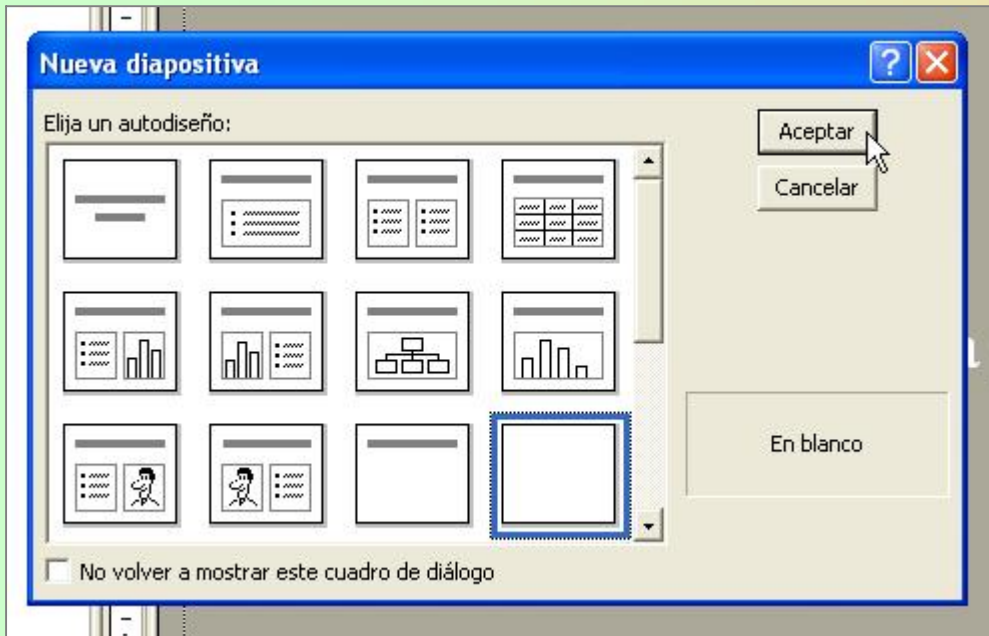 Nueva diapositiva
Elija un autodiseño:
Aceptar
Cancelar
En blanco
No volver a mostrar este cuadro de diálogo